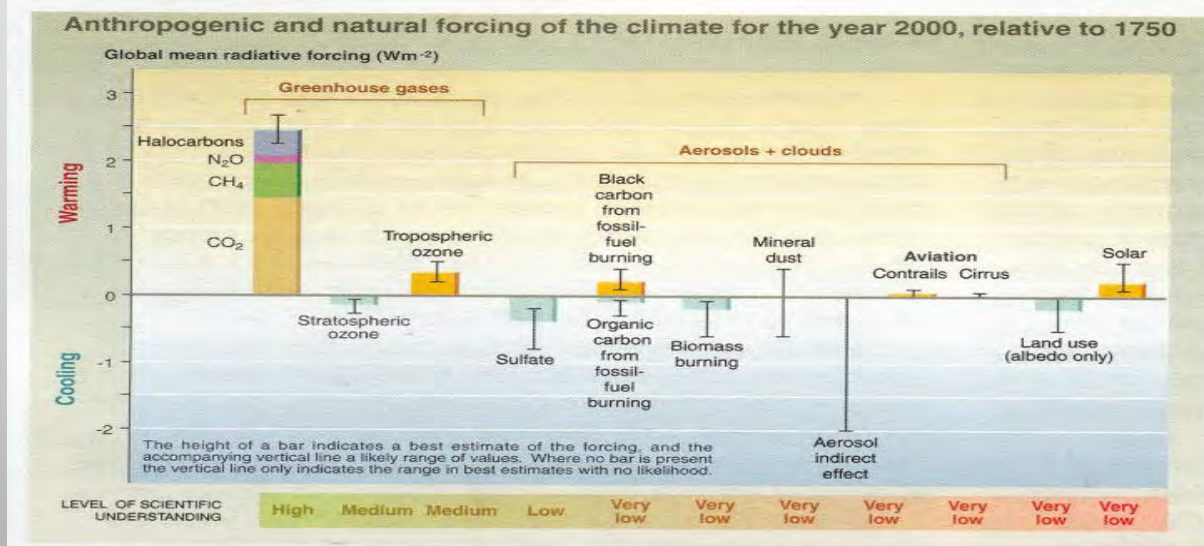 Anthropogenic and natural forcing of the climate for the year 2000, relative to 1750
Global mean radiative forcing (Wm-2)
3
2
1
0
-1
-2
Warming
Cooling
Greenhouse gases
Halocarbons
N₂O
CH₄
CO₂
Stratospheric
ozone
Tropospheric
ozone
Aerosols + clouds
Sulfate
Black
carbon
from
fossil-
fuel
burning
Organic
carbon
from
fossil-
fuel
burning
Biomass
burning
Mineral
dust
Aerosol
indirect
effect
Aviation
Contrails Cirrus
Land use
(albedo only)
Solar
The height of a bar indicates a best estimate of the forcing, and the
accompanying vertical line a likely range of values. Where no bar is present
the vertical line only indicates the range in best estimates with no likelihood.
LEVEL OF SCIENTIFIC
UNDERSTANDING
High
Medium
Medium
Low
Very
low
Very
low
Very
low
Very
low
Very
low
Very
low
Very
low